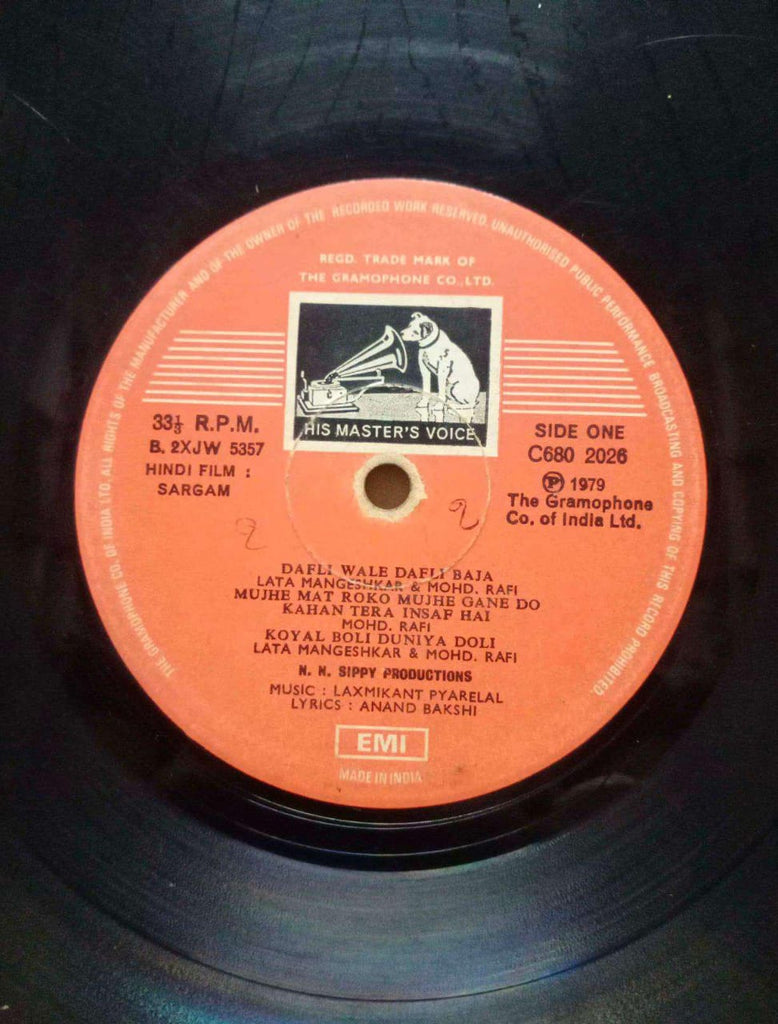 THE GRAMOPHONE CO. OF INDIA LTD. ALL RIGHTS OF THE MANUFACTURER AND OF THE OWNER OF THE RECORDED WORK RESERVED. UNAUTHORISED PUBLIC PERFORMANCE BROADCASTING AND COPYING OF THIS RECORD PROHIBITED.
REGD. TRADE MARK OF
THE GRAMOPHONE CO., LTD.
HIS MASTER'S VOICE
33⅓ R.P.M.
B. 2XJW 5357
HINDI FILM :
SARGAM
SIDE ONE
C680 2026
℗ 1979
The Gramophone
Co. of India Ltd.
2
2
DAFLI WALE DAFLI BAJA
LATA MANGESHKAR & MOHD. RAFI
MUJHE MAT ROKO MUJHE GANE DO
KAHAN TERA INSAF HAI
MOHD. RAFI
KOYAL BOLI DUNIYA DOLI
LATA MANGESHKAR & MOHD. RAFI
N. N. SIPPY PRODUCTIONS
MUSIC : LAXMIKANT PYARELAL
LYRICS : ANAND BAKSHI
EMI
MADE IN INDIA